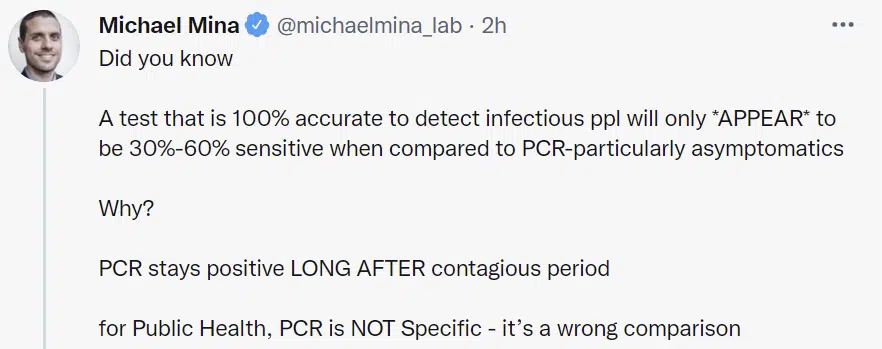 Michael Mina @michaelmina_lab · 2h
Did you know
A test that is 100% accurate to detect infectious ppl will only *APPEAR* to
be 30%-60% sensitive when compared to PCR-particularly asymptomatics
Why?
PCR stays positive LONG AFTER contagious period
for Public Health, PCR is NOT Specific - it's a wrong comparison